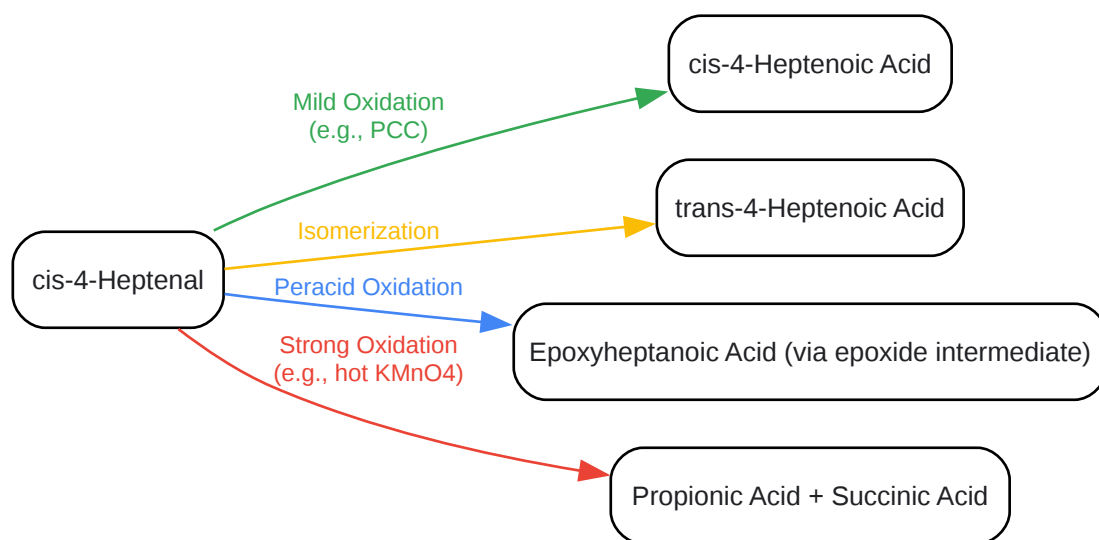 cis-4-Heptenoic Acid
Mild Oxidation
(e.g., PCC)
trans-4-Heptenoic Acid
Isomerization
cis-4-Heptenal
Peracid Oxidation
Epoxyheptanoic Acid (via epoxide intermediate)
Strong Oxidation
(e.g., hot KMnO4)
Propionic Acid + Succinic Acid